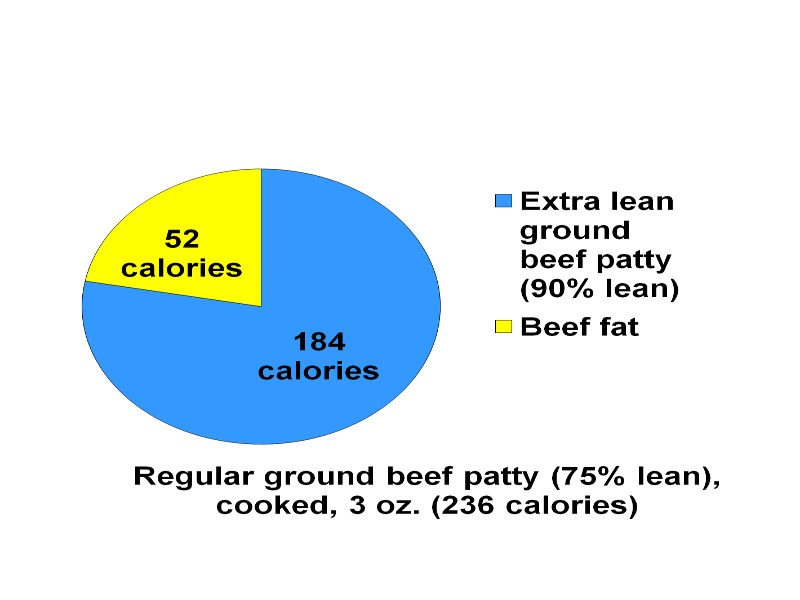 52
calories
184
calories
Extra lean
ground
beef patty
(90% lean)
Beef fat
Regular ground beef patty (75% lean),
cooked, 3 oz. (236 calories)